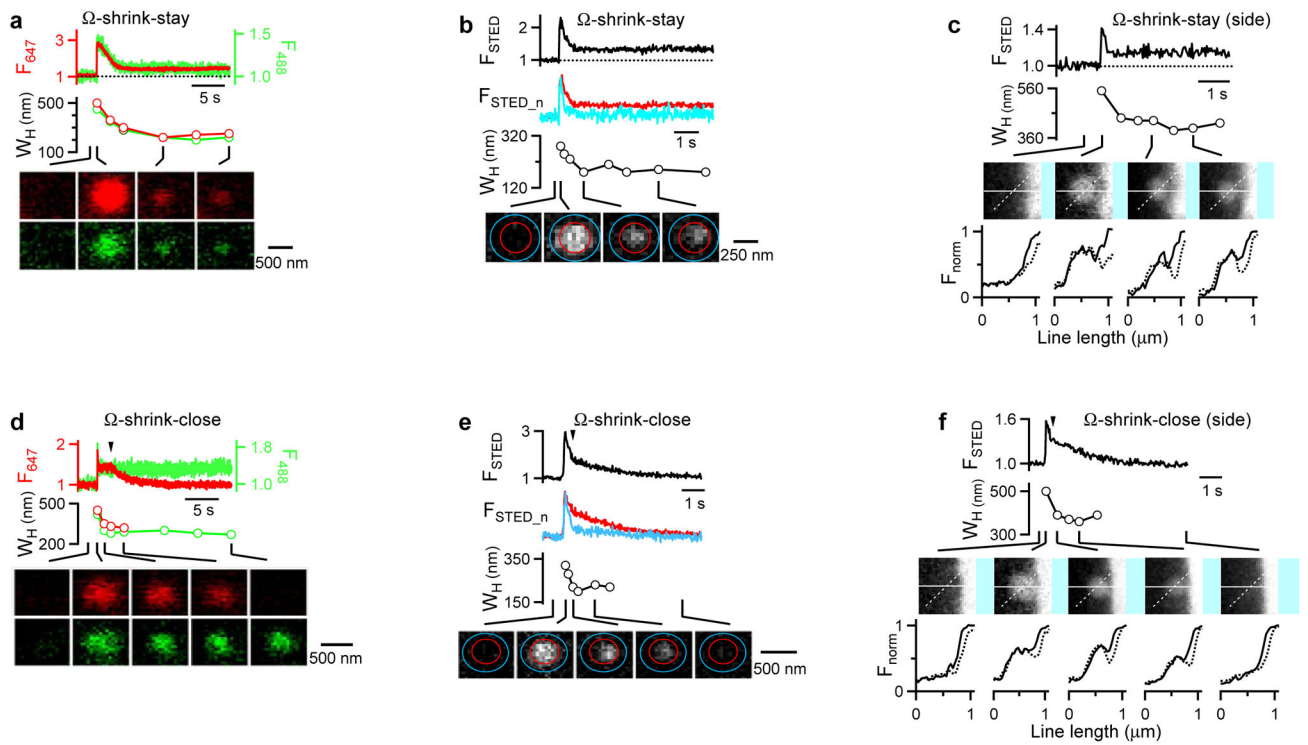 a Ω-shrink-stay
F647
3
1
1.5
1.0
F488
5 s
WH (nm)
500
100
500 nm
b Ω-shrink-stay
FSTED
2
1
FSTED_n
1 s
WH (nm)
320
120
250 nm
c Ω-shrink-stay (side)
FSTED
1.4
1.0
1 s
WH (nm)
560
360
Fnorm
1
0
0 1 0 1 0 1 0 1
Line length (μm)
d Ω-shrink-close
F647
2
1
1.8
1.0
F488
5 s
WH (nm)
500
200
500 nm
e Ω-shrink-close
FSTED
3
1
1 s
FSTED_n
WH (nm)
350
150
500 nm
f Ω-shrink-close (side)
FSTED
1.6
1.0
1 s
WH (nm)
500
300
Fnorm
1
0
0 1 0 1 0 1 0 1 0 1
Line length (μm)